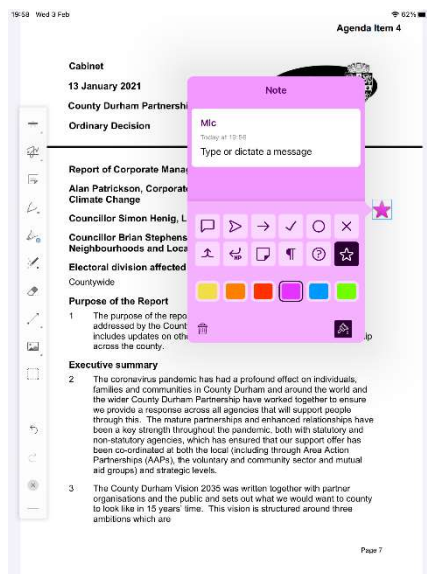 19:58 Wed 3 Feb
62%
Agenda Item 4
Cabinet
13 January 2021
County Durham Partnershi
Ordinary Decision
Note
Mic
Today at 19:58
Type or dictate a message
Report of Corporate Mana
Alan Patrickson, Corporat
Climate Change
Councillor Simon Henig, L
Councillor Brian Stephens
Neighbourhoods and Loca
Electoral division affected
Countywide
Purpose of the Report
1 The purpose of the repo
addressed by the Count
includes updates on oth ip
across the county.
Executive summary
2 The coronavirus pandemic has had a profound effect on individuals,
families and communities in County Durham and around the world and
the wider County Durham Partnership have worked together to ensure
we provide a response across all agencies that will support people
through this. The mature partnerships and enhanced relationships have
been a key strength throughout the pandemic, both with statutory and
non-statutory agencies, which has ensured that our support offer has
been co-ordinated at both the local (including through Area Action
Partnerships (AAPs), the voluntary and community sector and mutual
aid groups) and strategic levels.
3 The County Durham Vision 2035 was written together with partner
organisations and the public and sets out what we would want to county
to look like in 15 years' time. This vision is structured around three
ambitions which are
Page 7